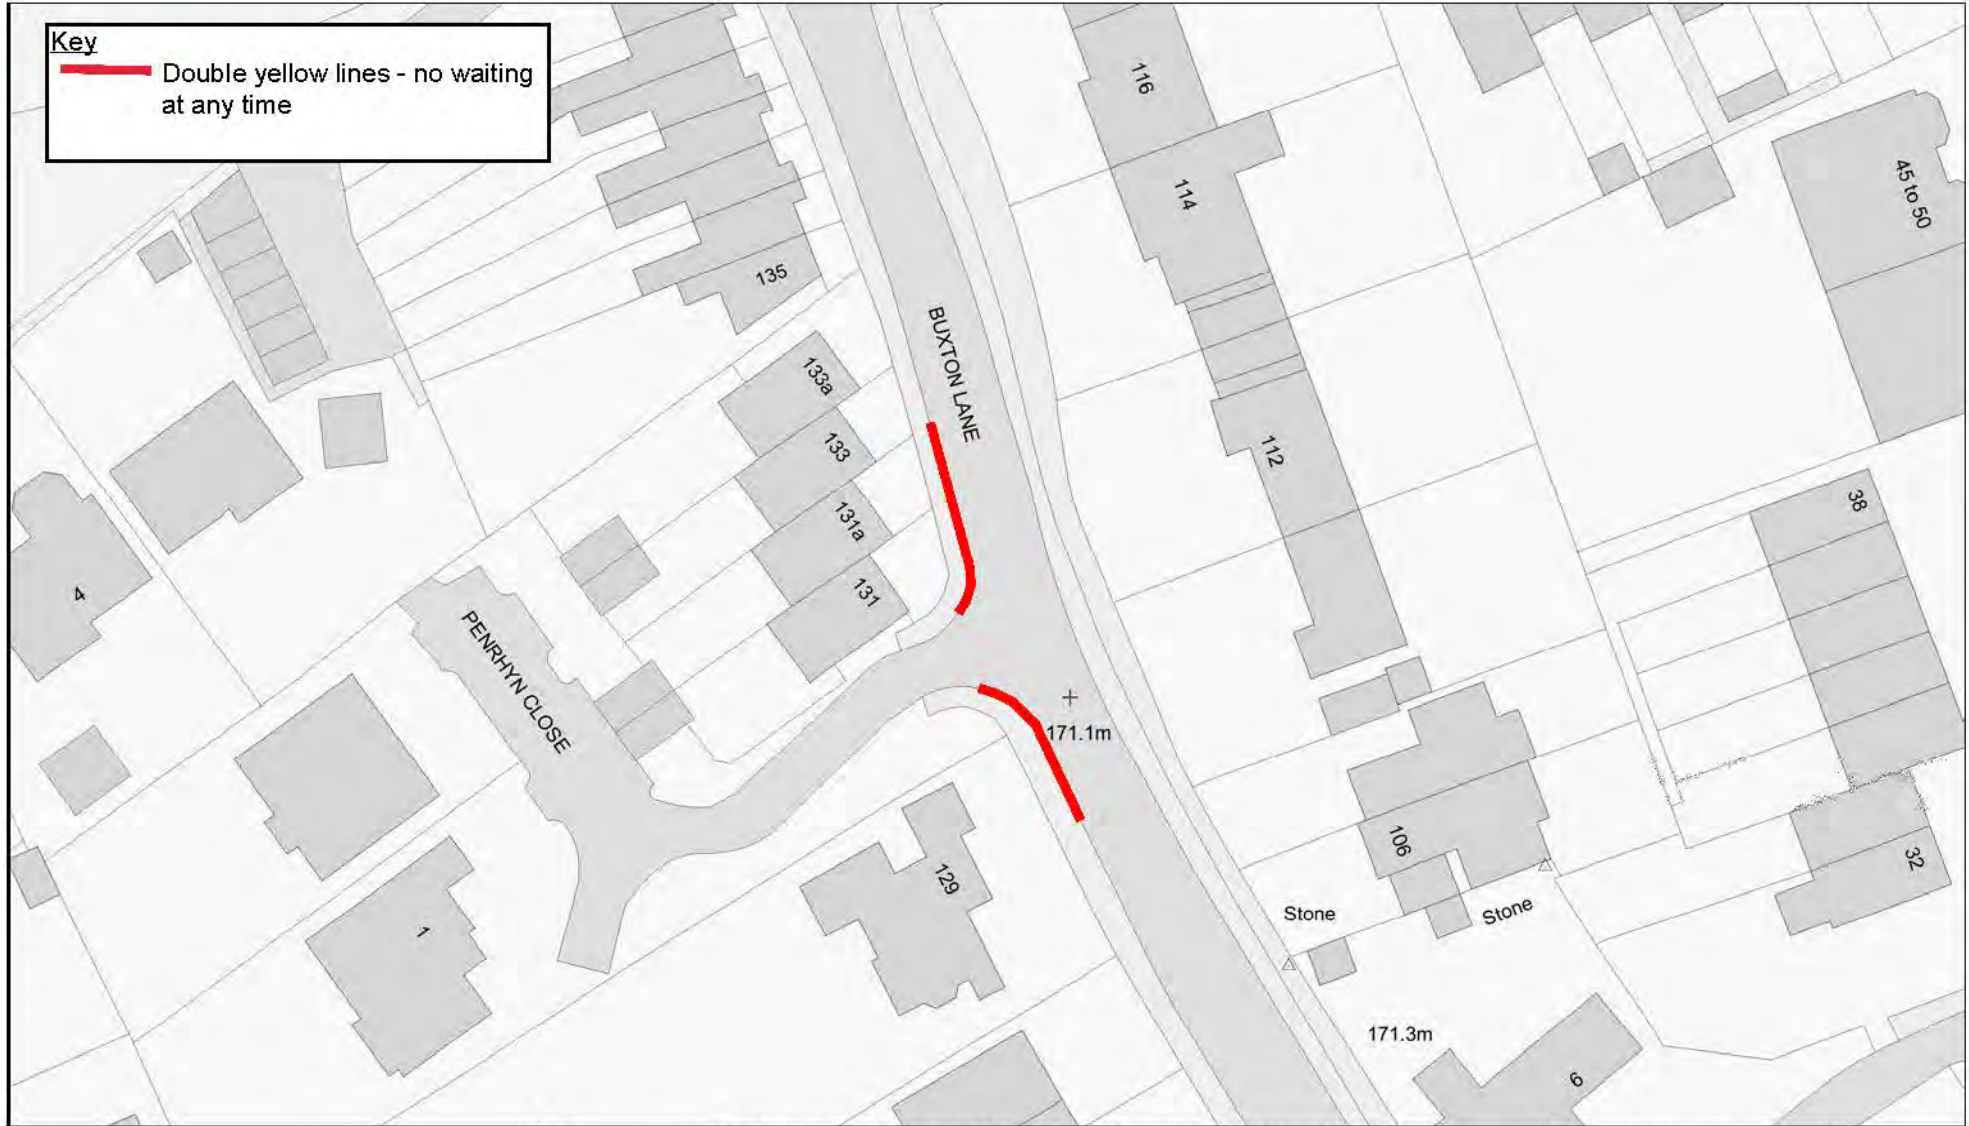 Key
Double yellow lines - no waiting
at any time
116
114
45 to 50
135
BUXTON LANE
133a
133
112
131a
38
131
4
PENRHYN CLOSE
171.1m
106
129
32
Stone
Stone
1
171.3m
6